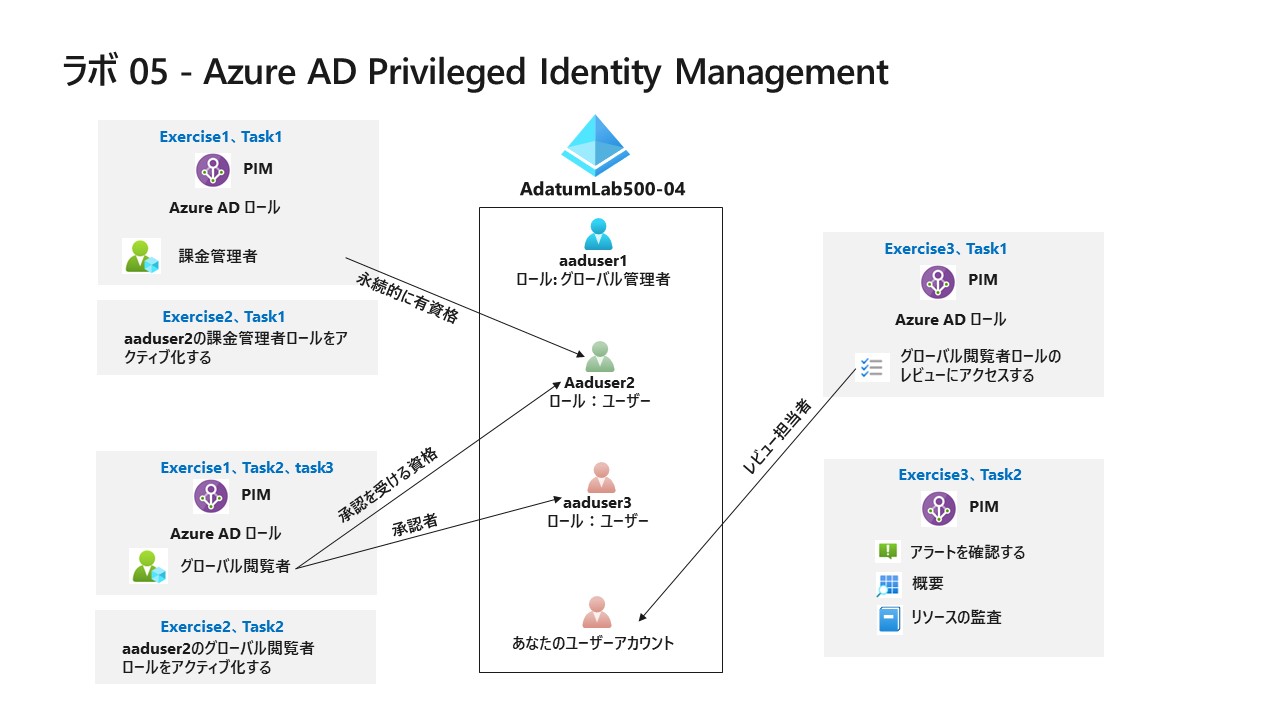 ラボ 05 - Azure AD Privileged Identity Management
Exercise1、Task1
PIM
Azure AD ロール
課金管理者
永続的に有資格
Exercise2、Task1
aaduser2の課金管理者ロールをア
クティブ化する
Exercise1、Task2、task3
PIM
Azure AD ロール
グローバル閲覧者
承認を受ける資格
承認者
Exercise2、Task2
aaduser2のグローバル閲覧者
ロールをアクティブ化する
AdatumLab500-04
aaduser1
ロール: グローバル管理者
Aaduser2
ロール：ユーザー
aaduser3
ロール：ユーザー
あなたのユーザーアカウント
レビュー担当者
Exercise3、Task1
PIM
Azure AD ロール
グローバル閲覧者ロールの
レビューにアクセスする
Exercise3、Task2
PIM
アラートを確認する
概要
リソースの監査